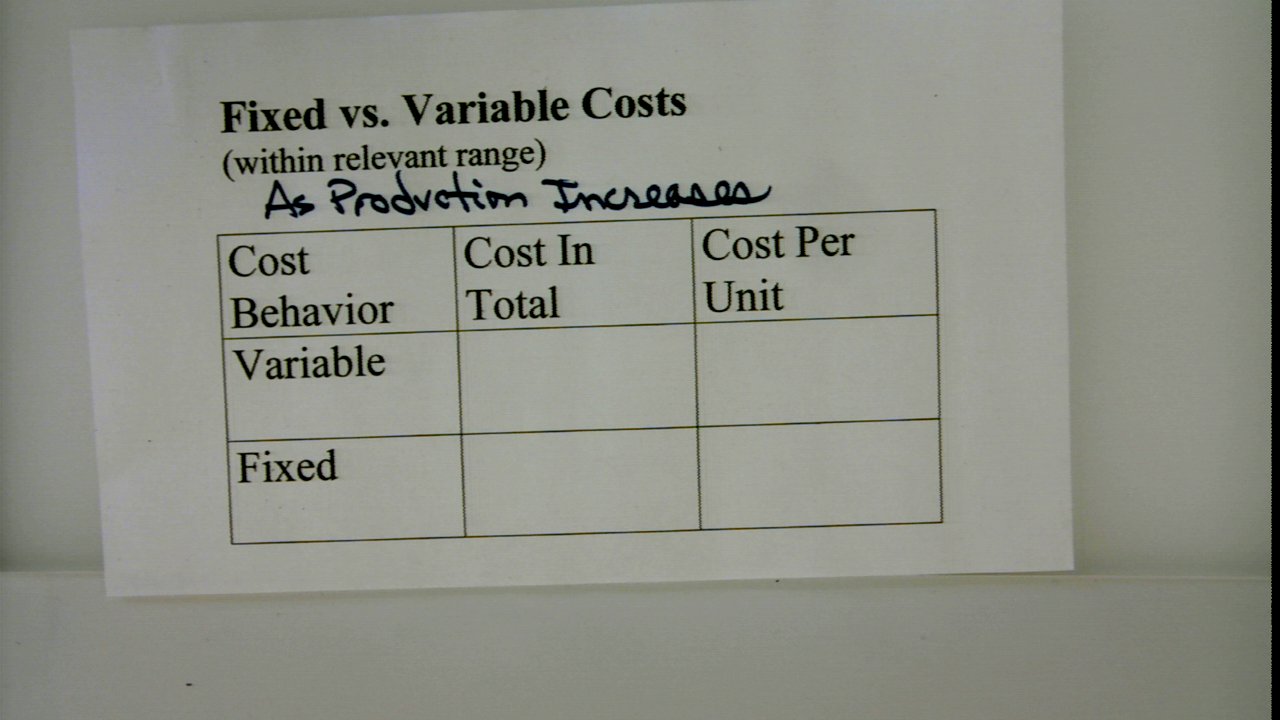 Fixed vs. Variable Costs
(within relevant range)
As Production Increases
Cost Behavior
Cost In Total
Cost Per Unit
Variable
Fixed